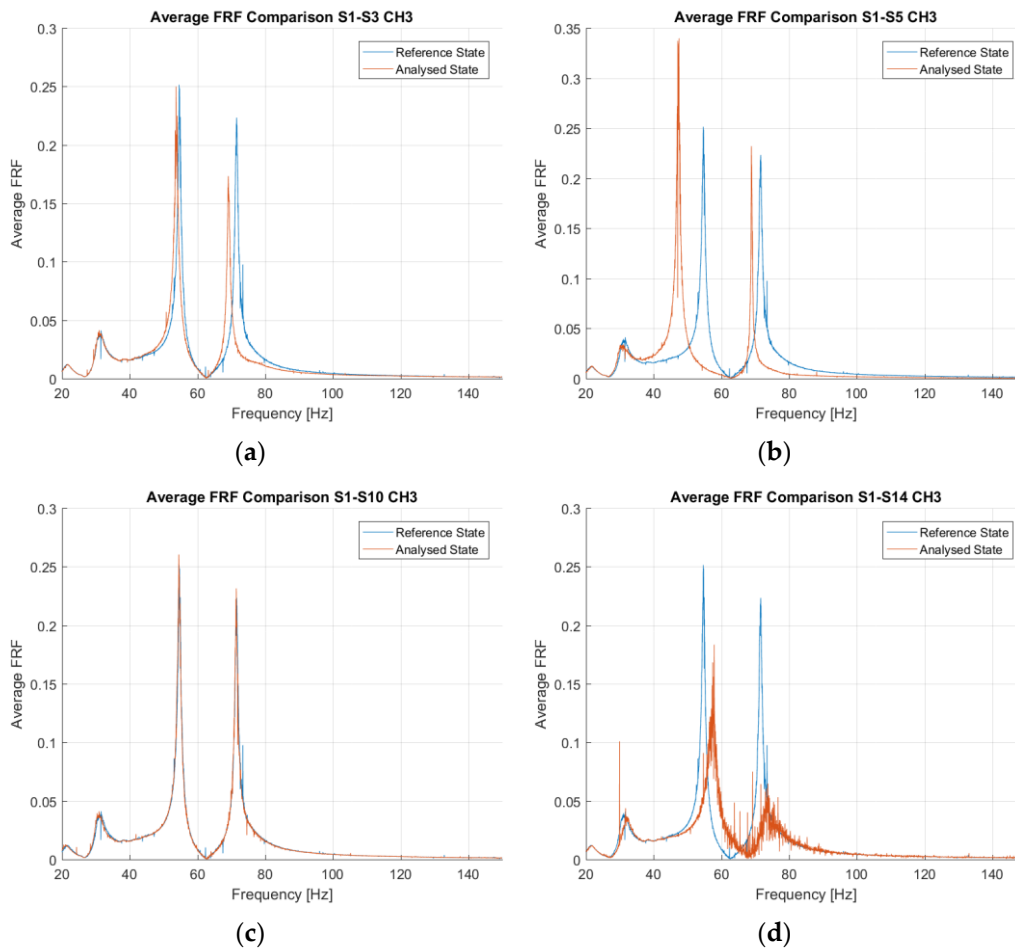 Average FRF Comparison S1-S3 CH3
0.3
0.25
0.2
0.15
0.1
0.05
0
Average FRF
20 40 60 80 100 120 140
Frequency [Hz]
Reference State
Analysed State
(a)
Average FRF Comparison S1-S5 CH3
0.35
0.3
0.25
0.2
0.15
0.1
0.05
0
Average FRF
20 40 60 80 100 120 140
Frequency [Hz]
Reference State
Analysed State
(b)
Average FRF Comparison S1-S10 CH3
0.3
0.25
0.2
0.15
0.1
0.05
0
Average FRF
20 40 60 80 100 120 140
Frequency [Hz]
Reference State
Analysed State
(c)
Average FRF Comparison S1-S14 CH3
0.3
0.25
0.2
0.15
0.1
0.05
0
Average FRF
20 40 60 80 100 120 140
Frequency [Hz]
Reference State
Analysed State
(d)